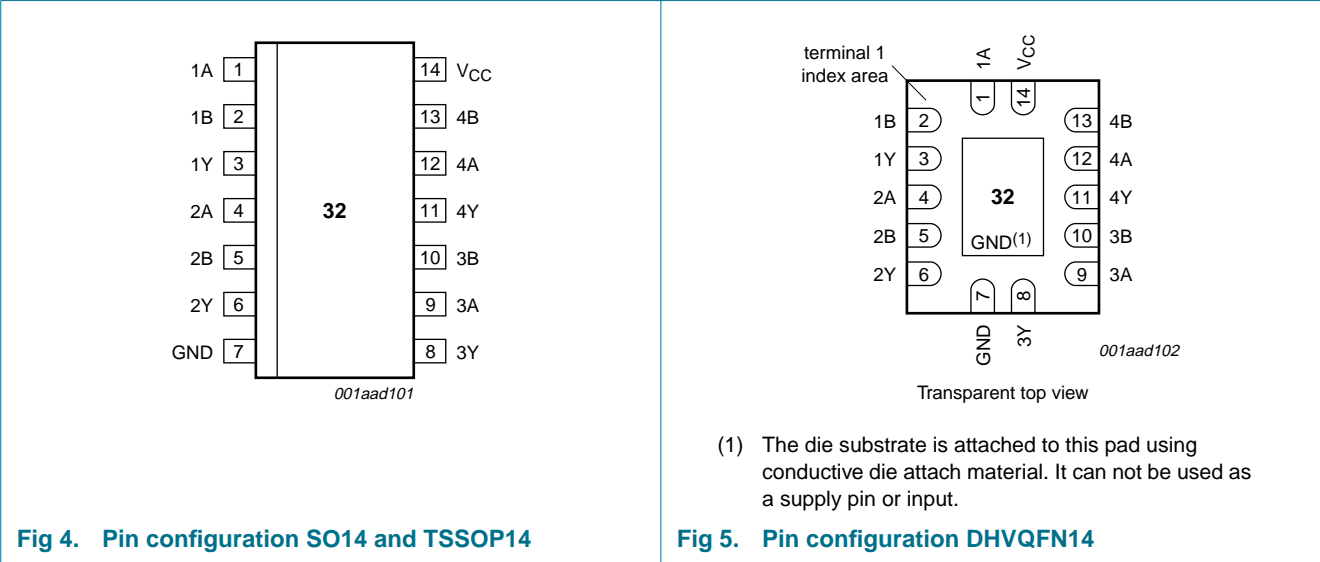 1A 1 14 VCC
1B 2 13 4B
1Y 3 12 4A
2A 4 32 11 4Y
2B 5 10 3B
2Y 6 9 3A
GND 7 8 3Y
001aad101
Fig 4. Pin configuration SO14 and TSSOP14
terminal 1
index area
1A VCC
1 14
1B 2 13 4B
1Y 3 12 4A
2A 4 32 11 4Y
2B 5 GND(1) 10 3B
2Y 6 9 3A
7 8
GND 3Y
001aad102
Transparent top view
(1) The die substrate is attached to this pad using
conductive die attach material. It can not be used as
a supply pin or input.
Fig 5. Pin configuration DHVQFN14